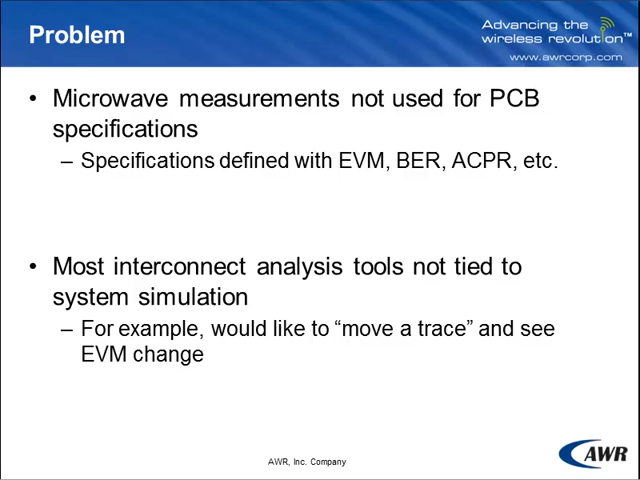 Problem
Advancing the
wireless revolution™
www.awrcorp.com
• Microwave measurements not used for PCB
specifications
– Specifications defined with EVM, BER, ACPR, etc.
• Most interconnect analysis tools not tied to
system simulation
– For example, would like to “move a trace” and see
EVM change
AWR, Inc. Company
AWR